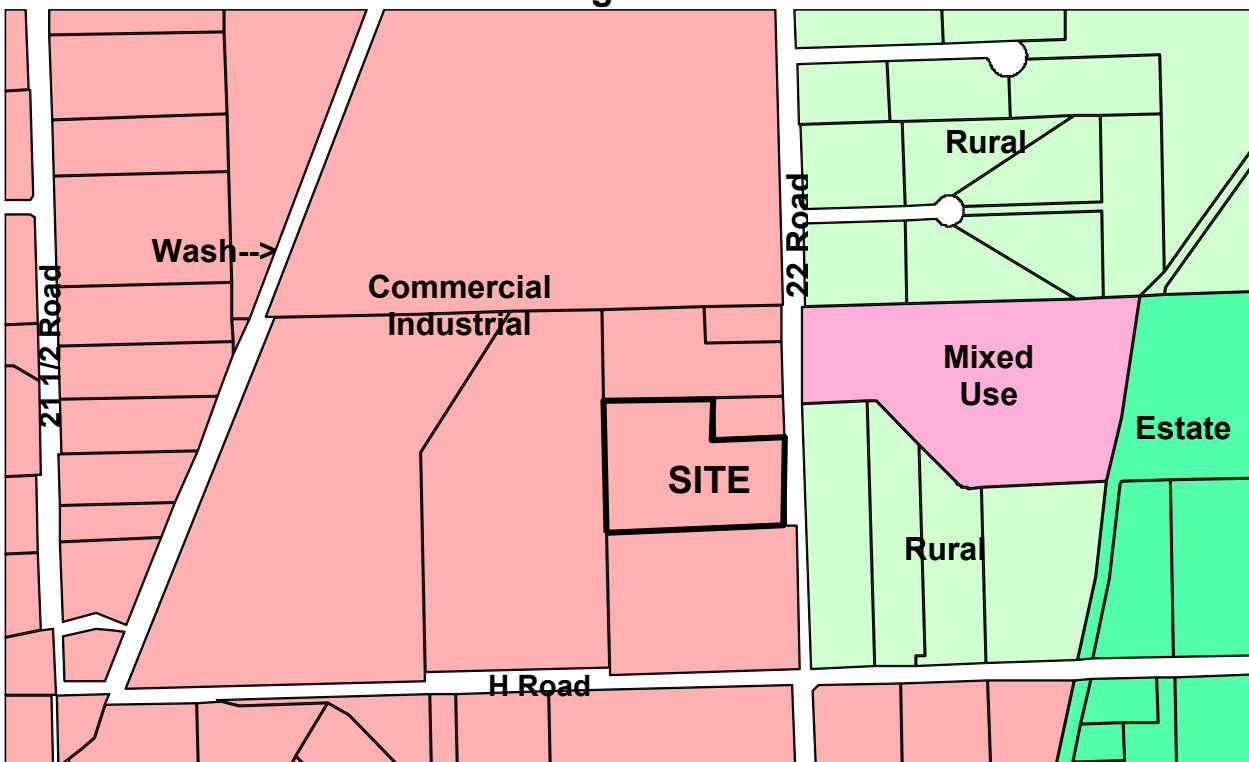 Rural
22 Road
Wash-->
21 1/2 Road
Commercial
Industrial
Mixed
Use
Estate
SITE
Rural
H Road